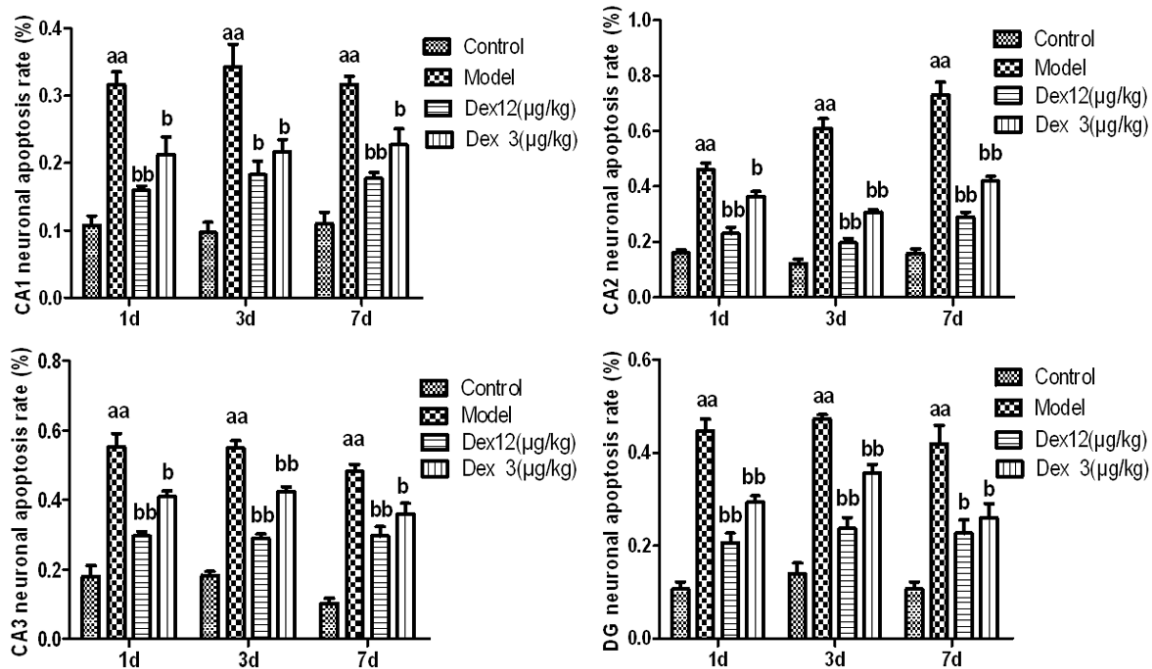 CA1 neuronal apoptosis rate (%)
0.4
0.3
0.2
0.1
0.0
aa
bb
b
aa
b
b
aa
bb
b
1d
3d
7d
Control
Model
Dex12(μg/kg)
Dex 3(μg/kg)
CA2 neuronal apoptosis rate (%)
1.0
0.8
0.6
0.4
0.2
0.0
aa
bb
b
aa
bb
bb
aa
bb
bb
1d
3d
7d
Control
Model
Dex12(μg/kg)
Dex 3(μg/kg)
CA3 neuronal apoptosis rate (%)
0.8
0.6
0.4
0.2
0.0
aa
bb
b
aa
bb
bb
aa
bb
b
1d
3d
7d
Control
Model
Dex12(μg/kg)
Dex 3(μg/kg)
DG neuronal apoptosis rate (%)
0.6
0.4
0.2
0.0
aa
bb
bb
aa
bb
bb
aa
b
b
1d
3d
7d
Control
Model
Dex12(μg/kg)
Dex 3(μg/kg)